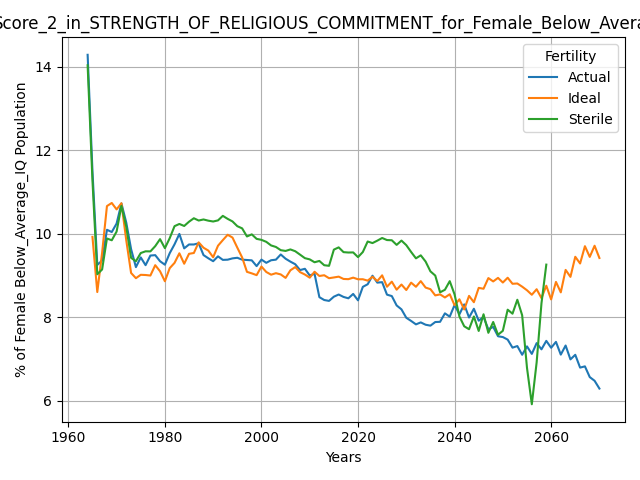 Score_2_in_STRENGTH_OF_RELIGIOUS_COMMITMENT_for_Female_Below_Avera
% of Female Below_Average_IQ Population
14
12
10
8
6
Fertility
Actual
Ideal
Sterile
1960 1980 2000 2020 2040 2060
Years